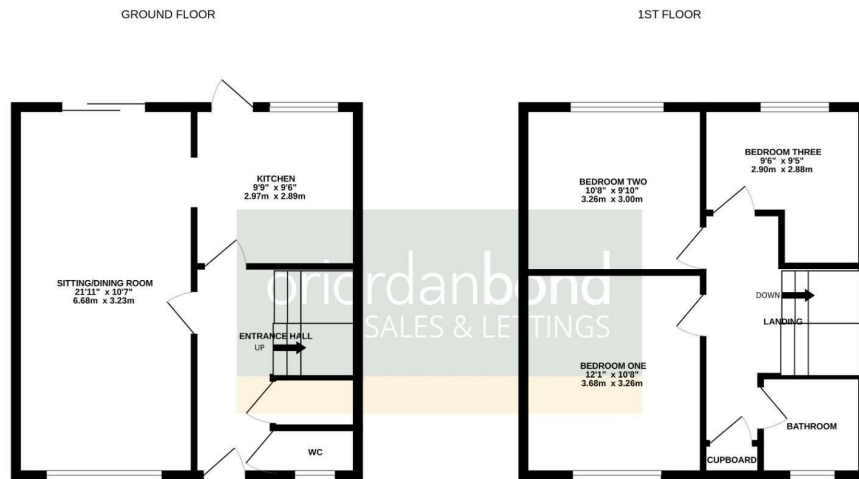 GROUND FLOOR
1ST FLOOR
KITCHEN
9'9" x 9'6"
2.97m x 2.89m
SITTING/DINING ROOM
21'11" x 10'7"
6.68m x 3.23m
ENTRANCE HALL
UP
WC
BEDROOM TWO
10'8" x 9'10"
3.26m x 3.00m
BEDROOM THREE
9'6" x 9'5"
2.90m x 2.88m
DOWN
LANDING
BEDROOM ONE
12'1" x 10'8"
3.68m x 3.26m
BATHROOM
CUPBOARD
oriordanbond
SALES & LETTINGS